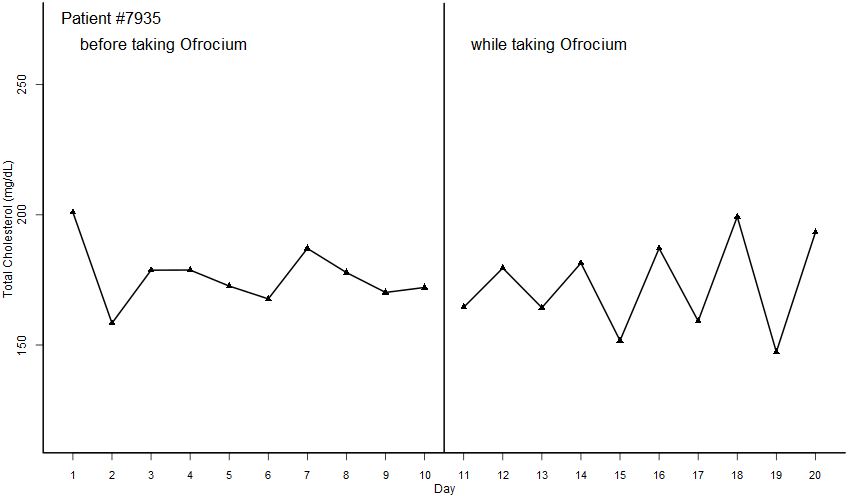 Patient #7935
before taking Ofrocium
while taking Ofrocium
Total Cholesterol (mg/dL)
250
200
150
1 2 3 4 5 6 7 8 9 10 11 12 13 14 15 16 17 18 19 20
Day